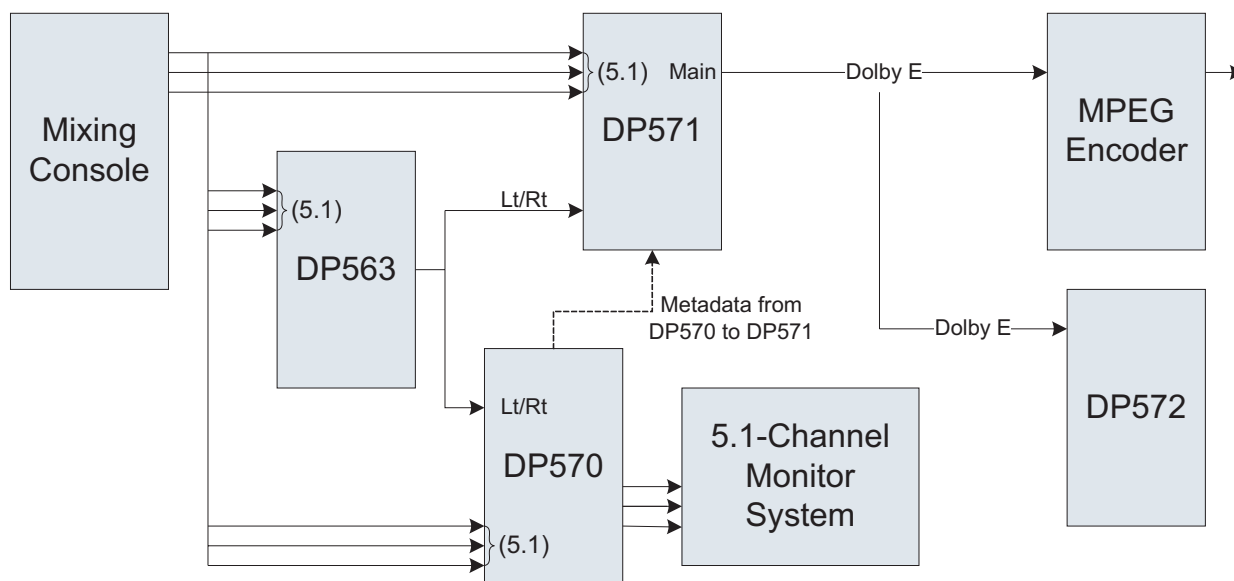 Mixing
Console
(5.1)
Main
DP571
Dolby E
MPEG
Encoder
(5.1)
DP563
Lt/Rt
Metadata from
DP570 to DP571
Dolby E
DP572
Lt/Rt
DP570
(5.1)
5.1-Channel
Monitor
System